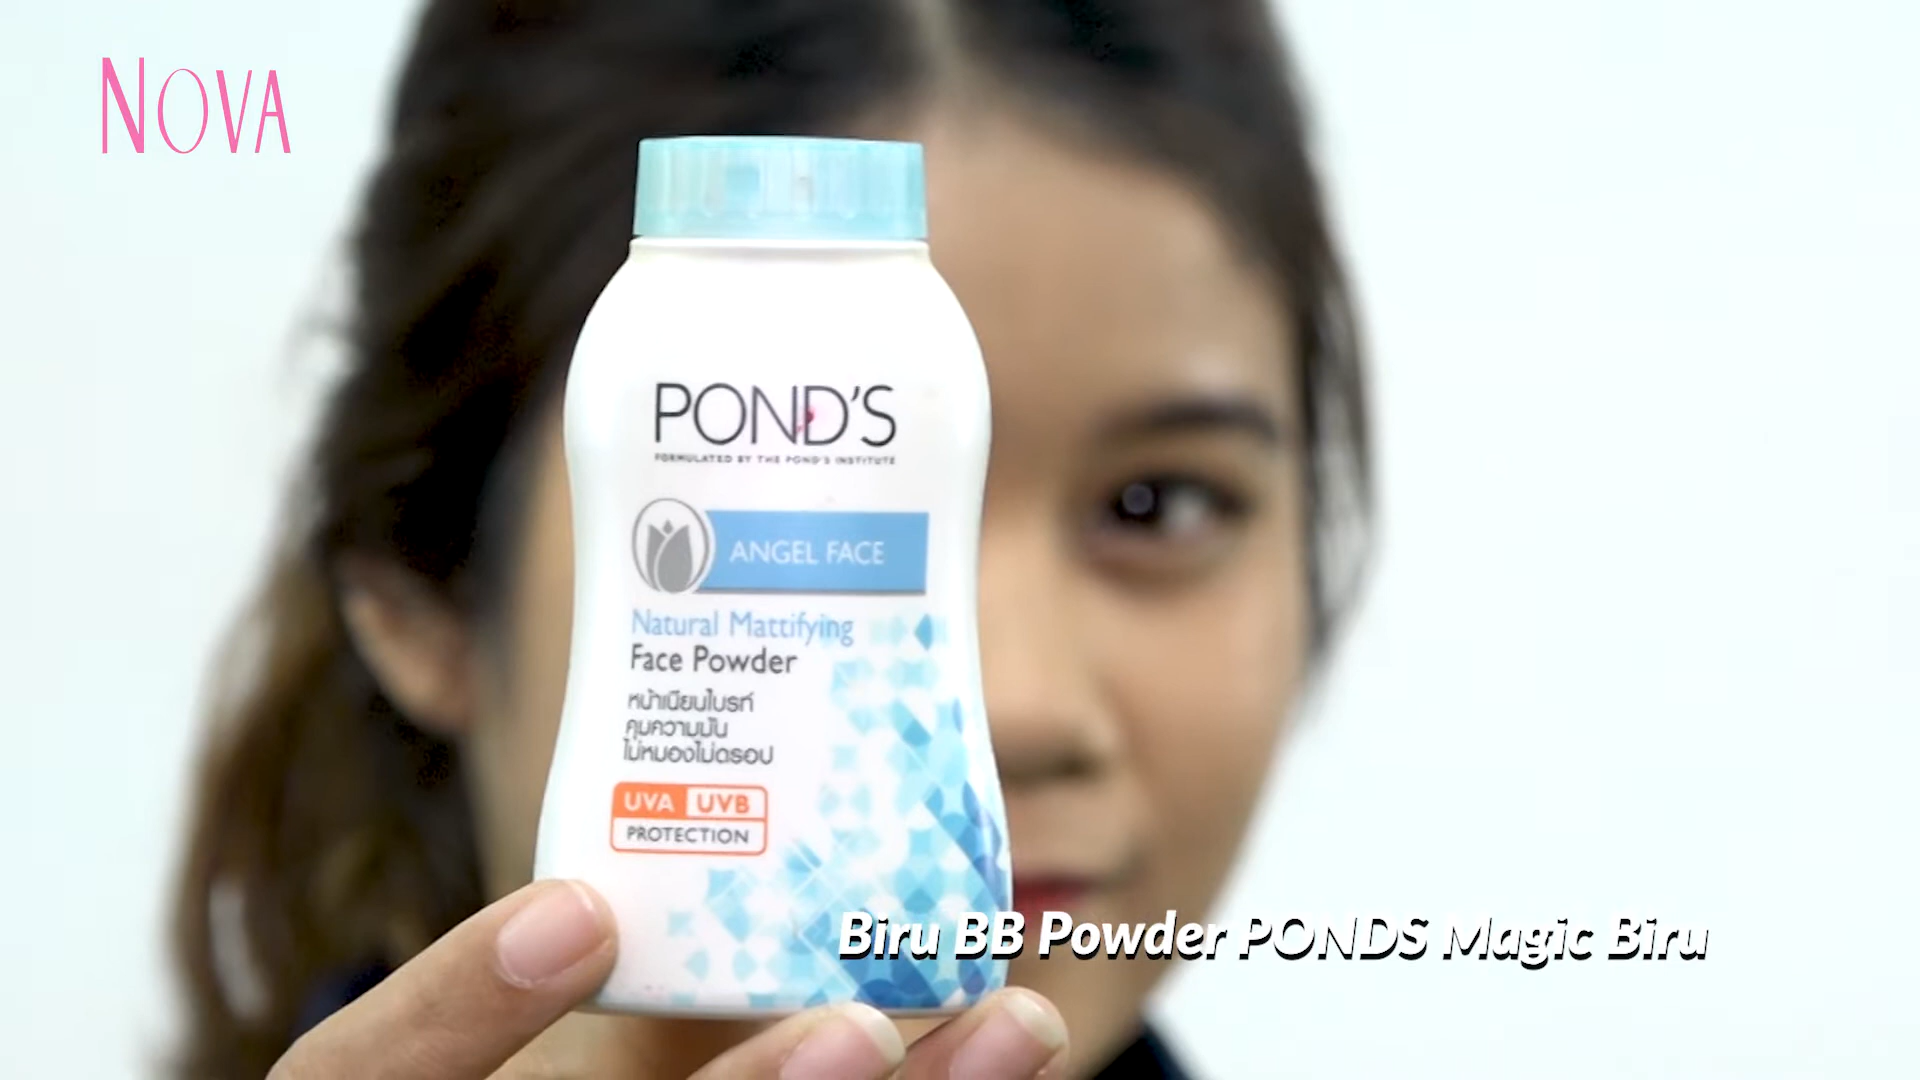 NOVA
POND'S
FORMULATED BY THE POND'S INSTITUTE
ANGEL FACE
Natural Mattifying
Face Powder
หน้าเนียนใบรท์
คุมความมัน
ไม่หมองไม่ดรอป
UVA UVB
PROTECTION
Biru BB Powder PONDS Magic Biru